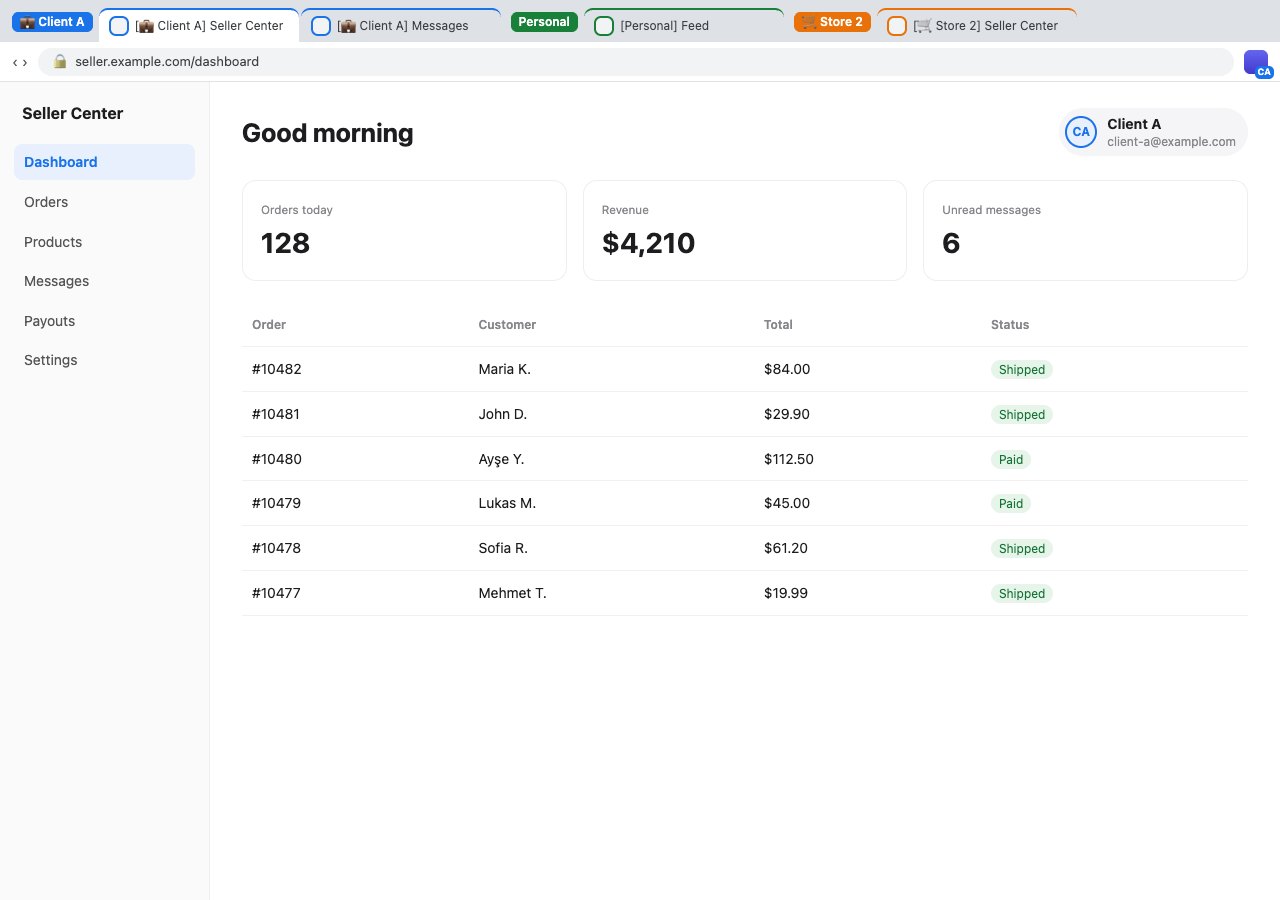 Client A
[Client A] Seller Center
[Client A] Messages
Personal
[Personal] Feed
Store 2
[Store 2] Seller Center
seller.example.com/dashboard
CA
Seller Center
Dashboard
Orders
Products
Messages
Payouts
Settings
Good morning
CA
Client A
client-a@example.com
Orders today
128
Revenue
$4,210
Unread messages
6
Order Customer Total Status
#10482 Maria K. $84.00 Shipped
#10481 John D. $29.90 Shipped
#10480 Ayşe Y. $112.50 Paid
#10479 Lukas M. $45.00 Paid
#10478 Sofia R. $61.20 Shipped
#10477 Mehmet T. $19.99 Shipped